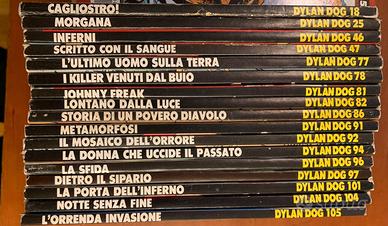 CAGLIOSTRO! DYLAN DOG 18
MORGANA DYLAN DOG 25
INFERNI DYLAN DOG 46
SCRITTO CON IL SANGUE DYLAN DOG 47
L'ULTIMO UOMO SULLA TERRA DYLAN DOG 77
I KILLER VENUTI DAL BUIO DYLAN DOG 78
JOHNNY FREAK DYLAN DOG 81
LONTANO DALLA LUCE DYLAN DOG 82
STORIA DI UN POVERO DIAVOLO DYLAN DOG 86
METAMORFOSI DYLAN DOG 91
IL MOSAICO DELL'ORRORE DYLAN DOG 92
LA DONNA CHE UCCIDE IL PASSATO DYLAN DOG 94
LA SFIDA DYLAN DOG 96
DIETRO IL SIPARIO DYLAN DOG 97
LA PORTA DELL'INFERNO DYLAN DOG 101
NOTTE SENZA FINE DYLAN DOG 104
L'ORRENDA INVASIONE DYLAN DOG 105